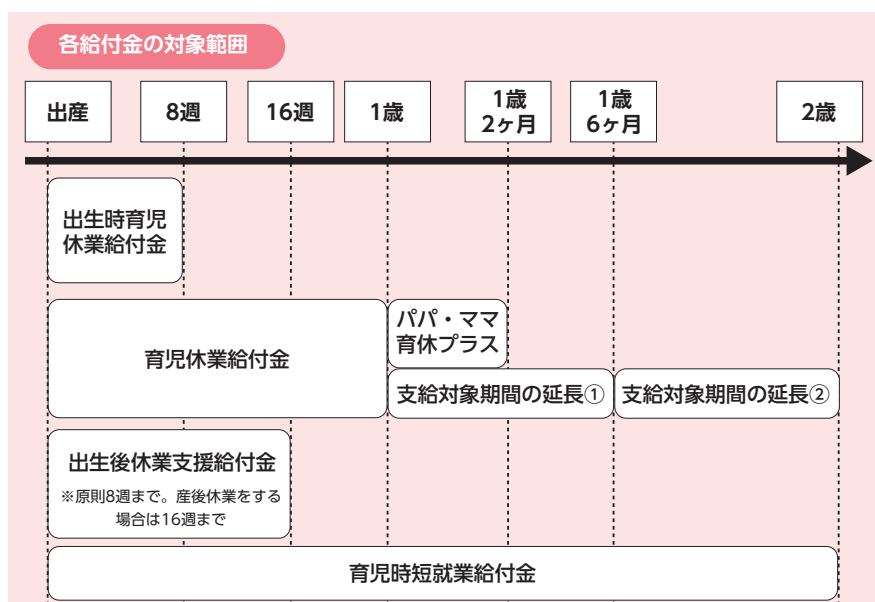 各給付金の対象範囲
出産
8週
16週
1歳
1歳
2ヶ月
1歳
6ヶ月
2歳
出生時育児
休業給付金
育児休業給付金
パパ・ママ
育休プラス
支給対象期間の延長①
支給対象期間の延長②
出生後休業支援給付金
※原則8週まで。産後休業をする
場合は16週まで
育児時短就業給付金